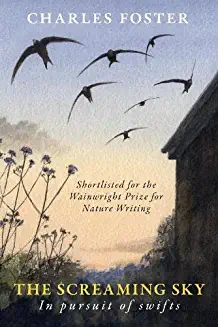 CHARLES FOSTER
Shortlisted for the
Wainwright Prize for
Nature Writing
THE SCREAMING SKY
In pursuit of swifts